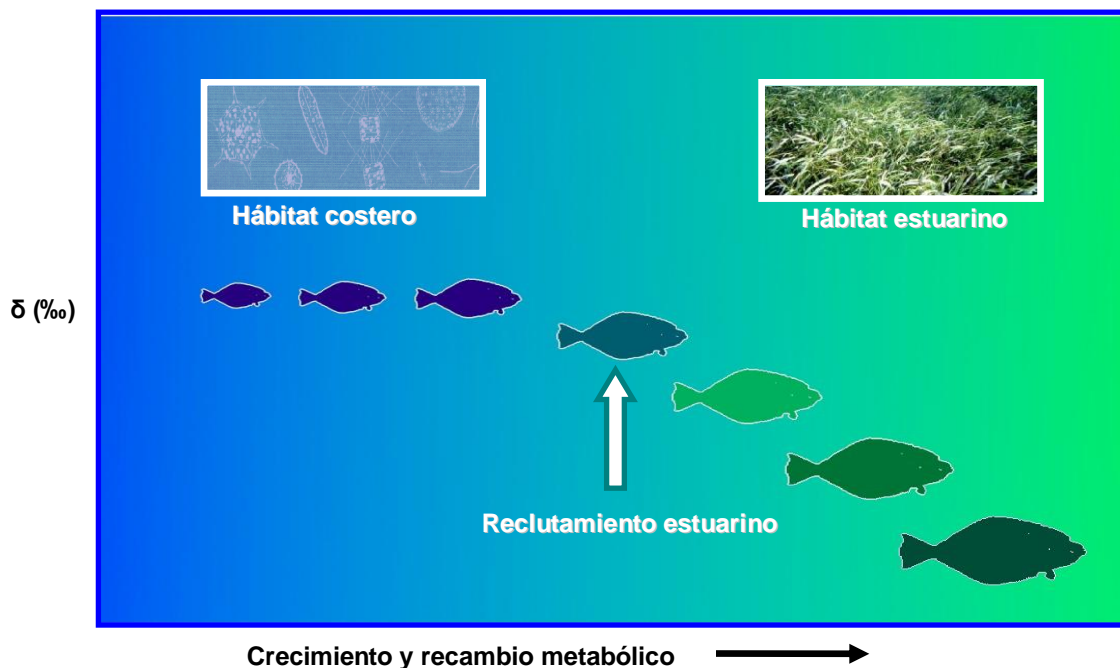 Hábitat costero
Hábitat estuarino
δ (‰)
Reclutamiento estuarino
Crecimiento y recambio metabólico